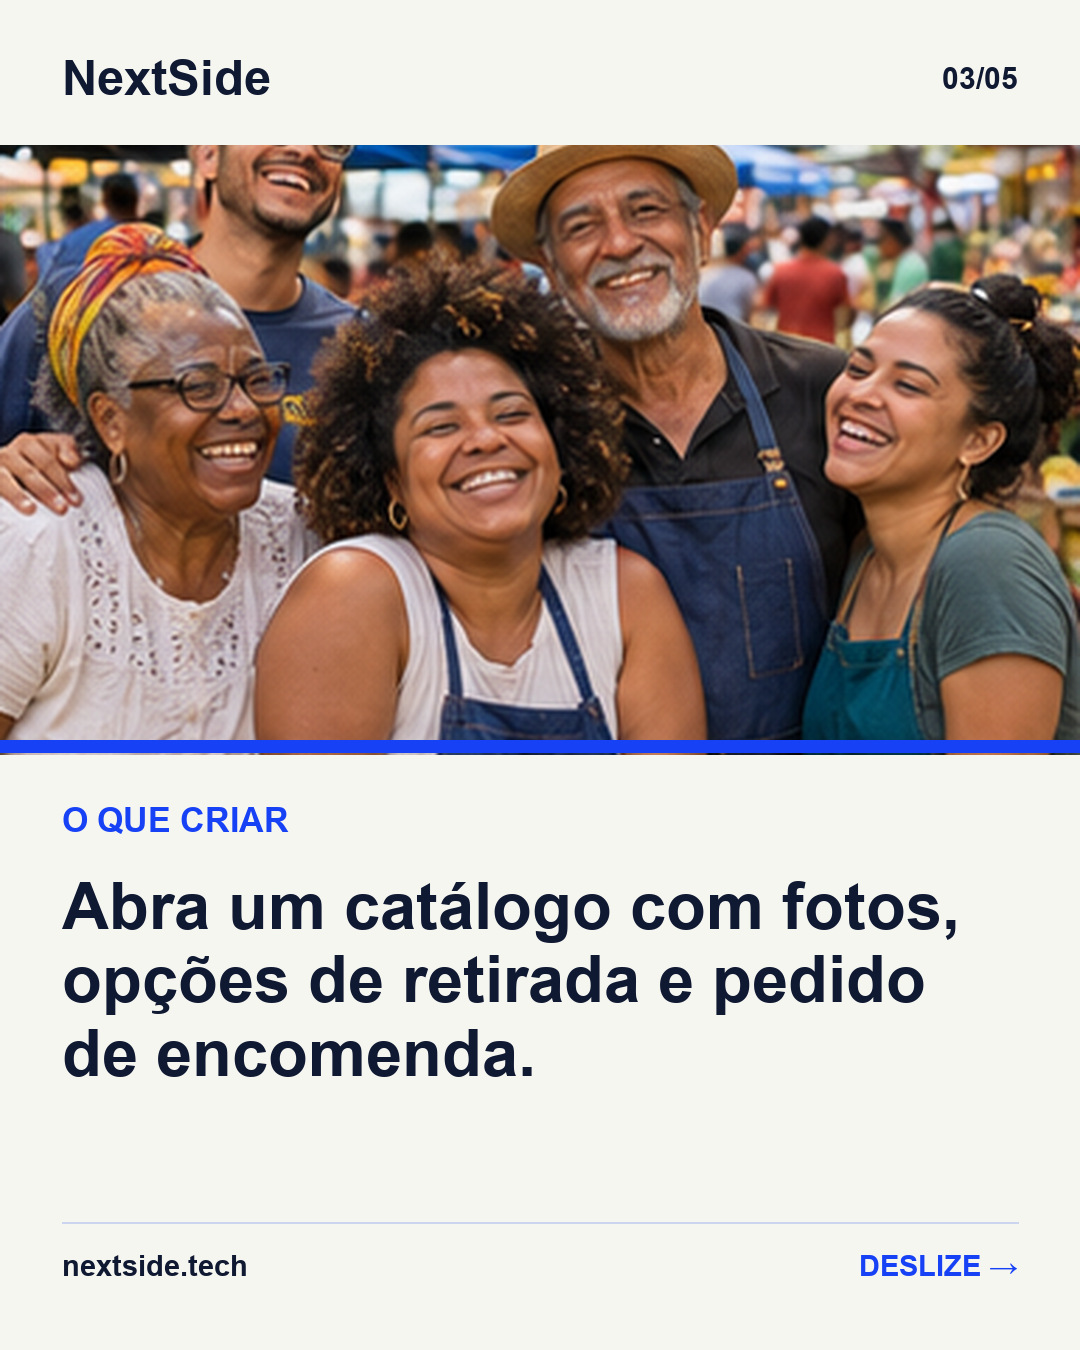 NextSide
03/05
O QUE CRIAR
Abra um catálogo com fotos,
opções de retirada e pedido
de encomenda.
nextside.tech
DESLIZE →